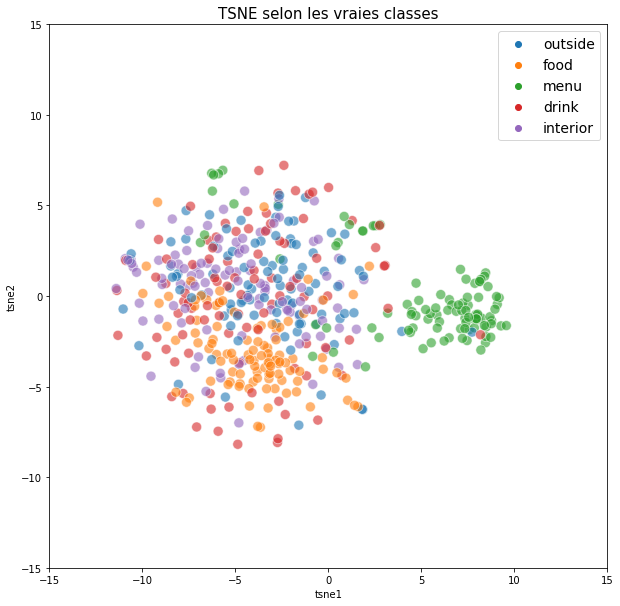 TSNE selon les vraies classes
outside
food
menu
drink
interior
15
10
5
0
−5
−10
−15
tsne2
−15
−10
−5
0
5
10
15
tsne1